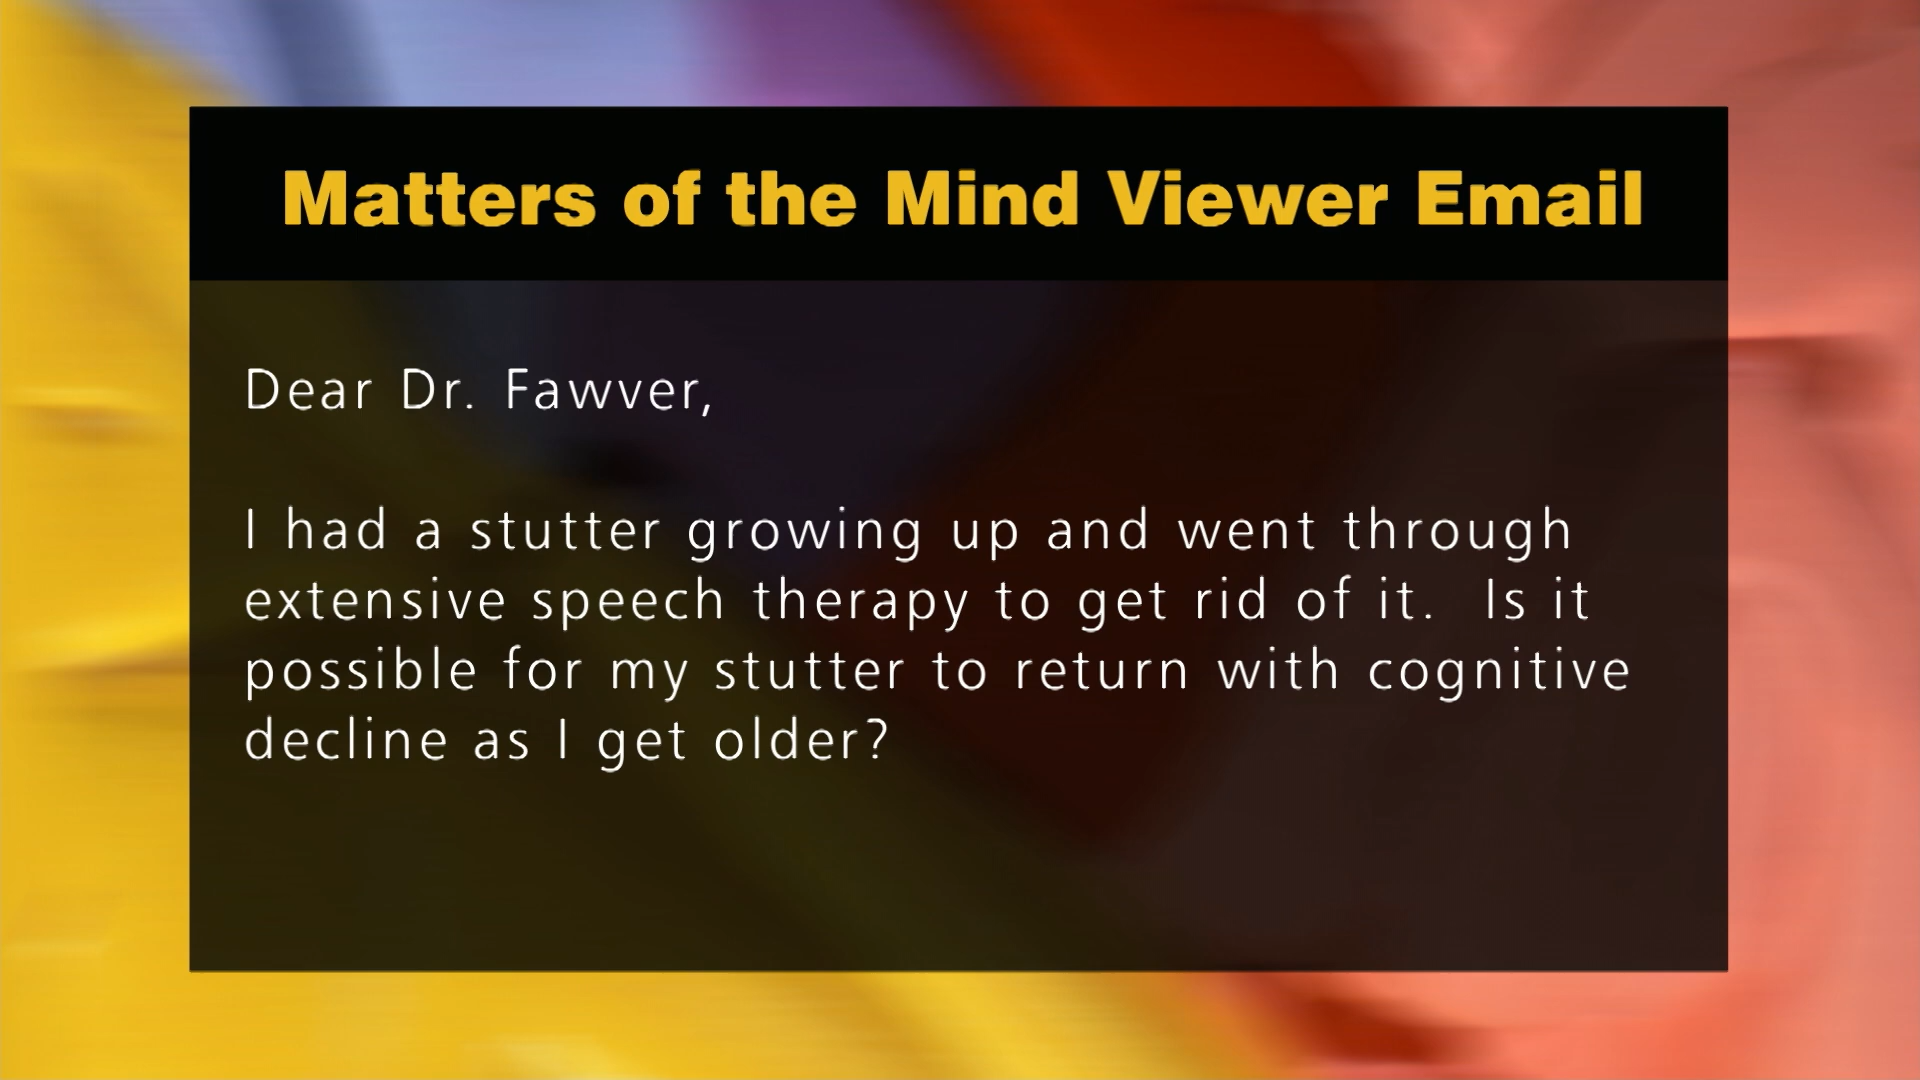 Matters of the Mind Viewer Email
Dear Dr. Fawver,
I had a stutter growing up and went through
extensive speech therapy to get rid of it.  Is it
possible for my stutter to return with cognitive
decline as I get older?